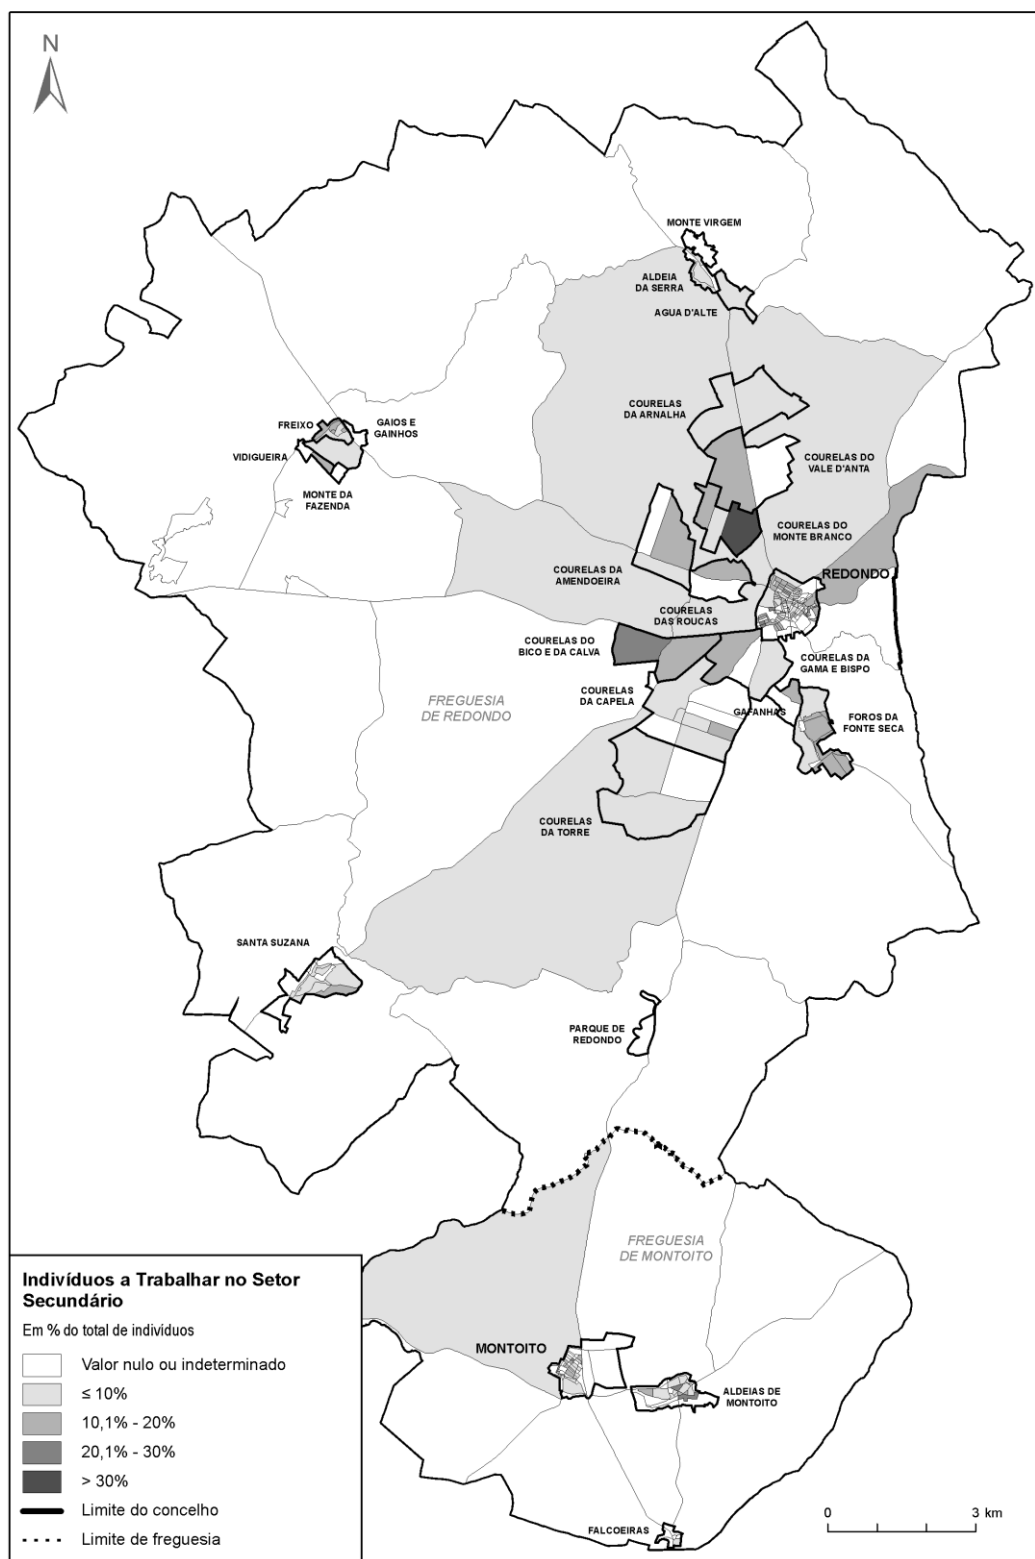 N
MONTE VIRGEM
ALDEIA
DA SERRA
AGUA D'ALTE
COURELAS
DA ARNALHA
FREIXO
GAIOS E
GAINHOS
VIDIGUEIRA
COURELAS DO
VALE D'ANTA
MONTE DA
FAZENDA
COURELAS DO
MONTE BRANCO
COURELAS DA
AMENDOEIRA
REDONDO
COURELAS
DAS ROUCAS
COURELAS DO
BICO E DA CALVA
COURELAS DA
GAMA E BISPO
COURELAS
DA CAPELA
FREGUESIA
DE REDONDO
GAFANHAS
FOROS DA
FONTE SECA
COURELAS
DA TORRE
SANTA SUZANA
PARQUE DE
REDONDO
FREGUESIA
DE MONTOITO
MONTOITO
ALDEIAS DE
MONTOITO
FALCOEIRAS
Indivíduos a Trabalhar no Setor
Secundário
Em % do total de indivíduos
Valor nulo ou indeterminado
≤ 10%
10,1% - 20%
20,1% - 30%
> 30%
Limite do concelho
Limite de freguesia
0 3 km